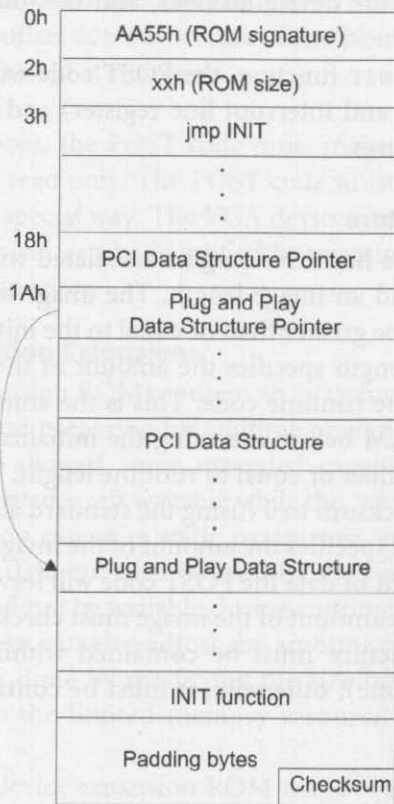 0h
AA55h (ROM signature)
2h
xxh (ROM size)
3h
jmp INIT
18h
PCI Data Structure Pointer
1Ah
Plug and Play
Data Structure Pointer
PCI Data Structure
Plug and Play Data Structure
INIT function
Padding bytes
Checksum